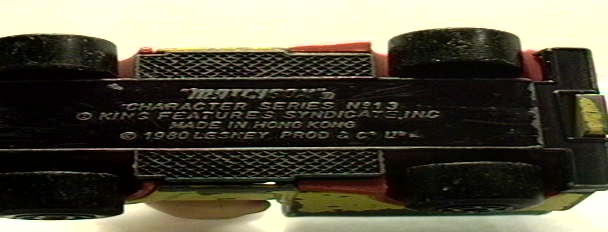 "MATCHBOX"®
CHARACTER SERIES Nº13
© KING FEATURES SYNDICATE, INC
MADE IN HONG KONG
© 1980 LESNEY PROD & Cº LTD